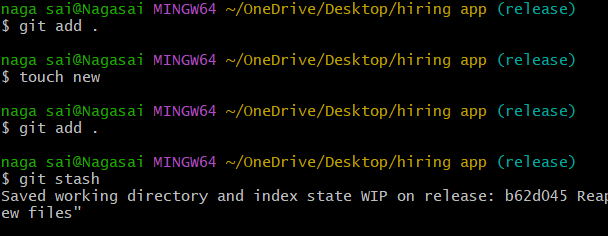 naga sai@Nagasai MINGW64 ~/OneDrive/Desktop/hiring app (release)
$ git add .
naga sai@Nagasai MINGW64 ~/OneDrive/Desktop/hiring app (release)
$ touch new
naga sai@Nagasai MINGW64 ~/OneDrive/Desktop/hiring app (release)
$ git add .
naga sai@Nagasai MINGW64 ~/OneDrive/Desktop/hiring app (release)
$ git stash
Saved working directory and index state WIP on release: b62d045 Reap
ew files"